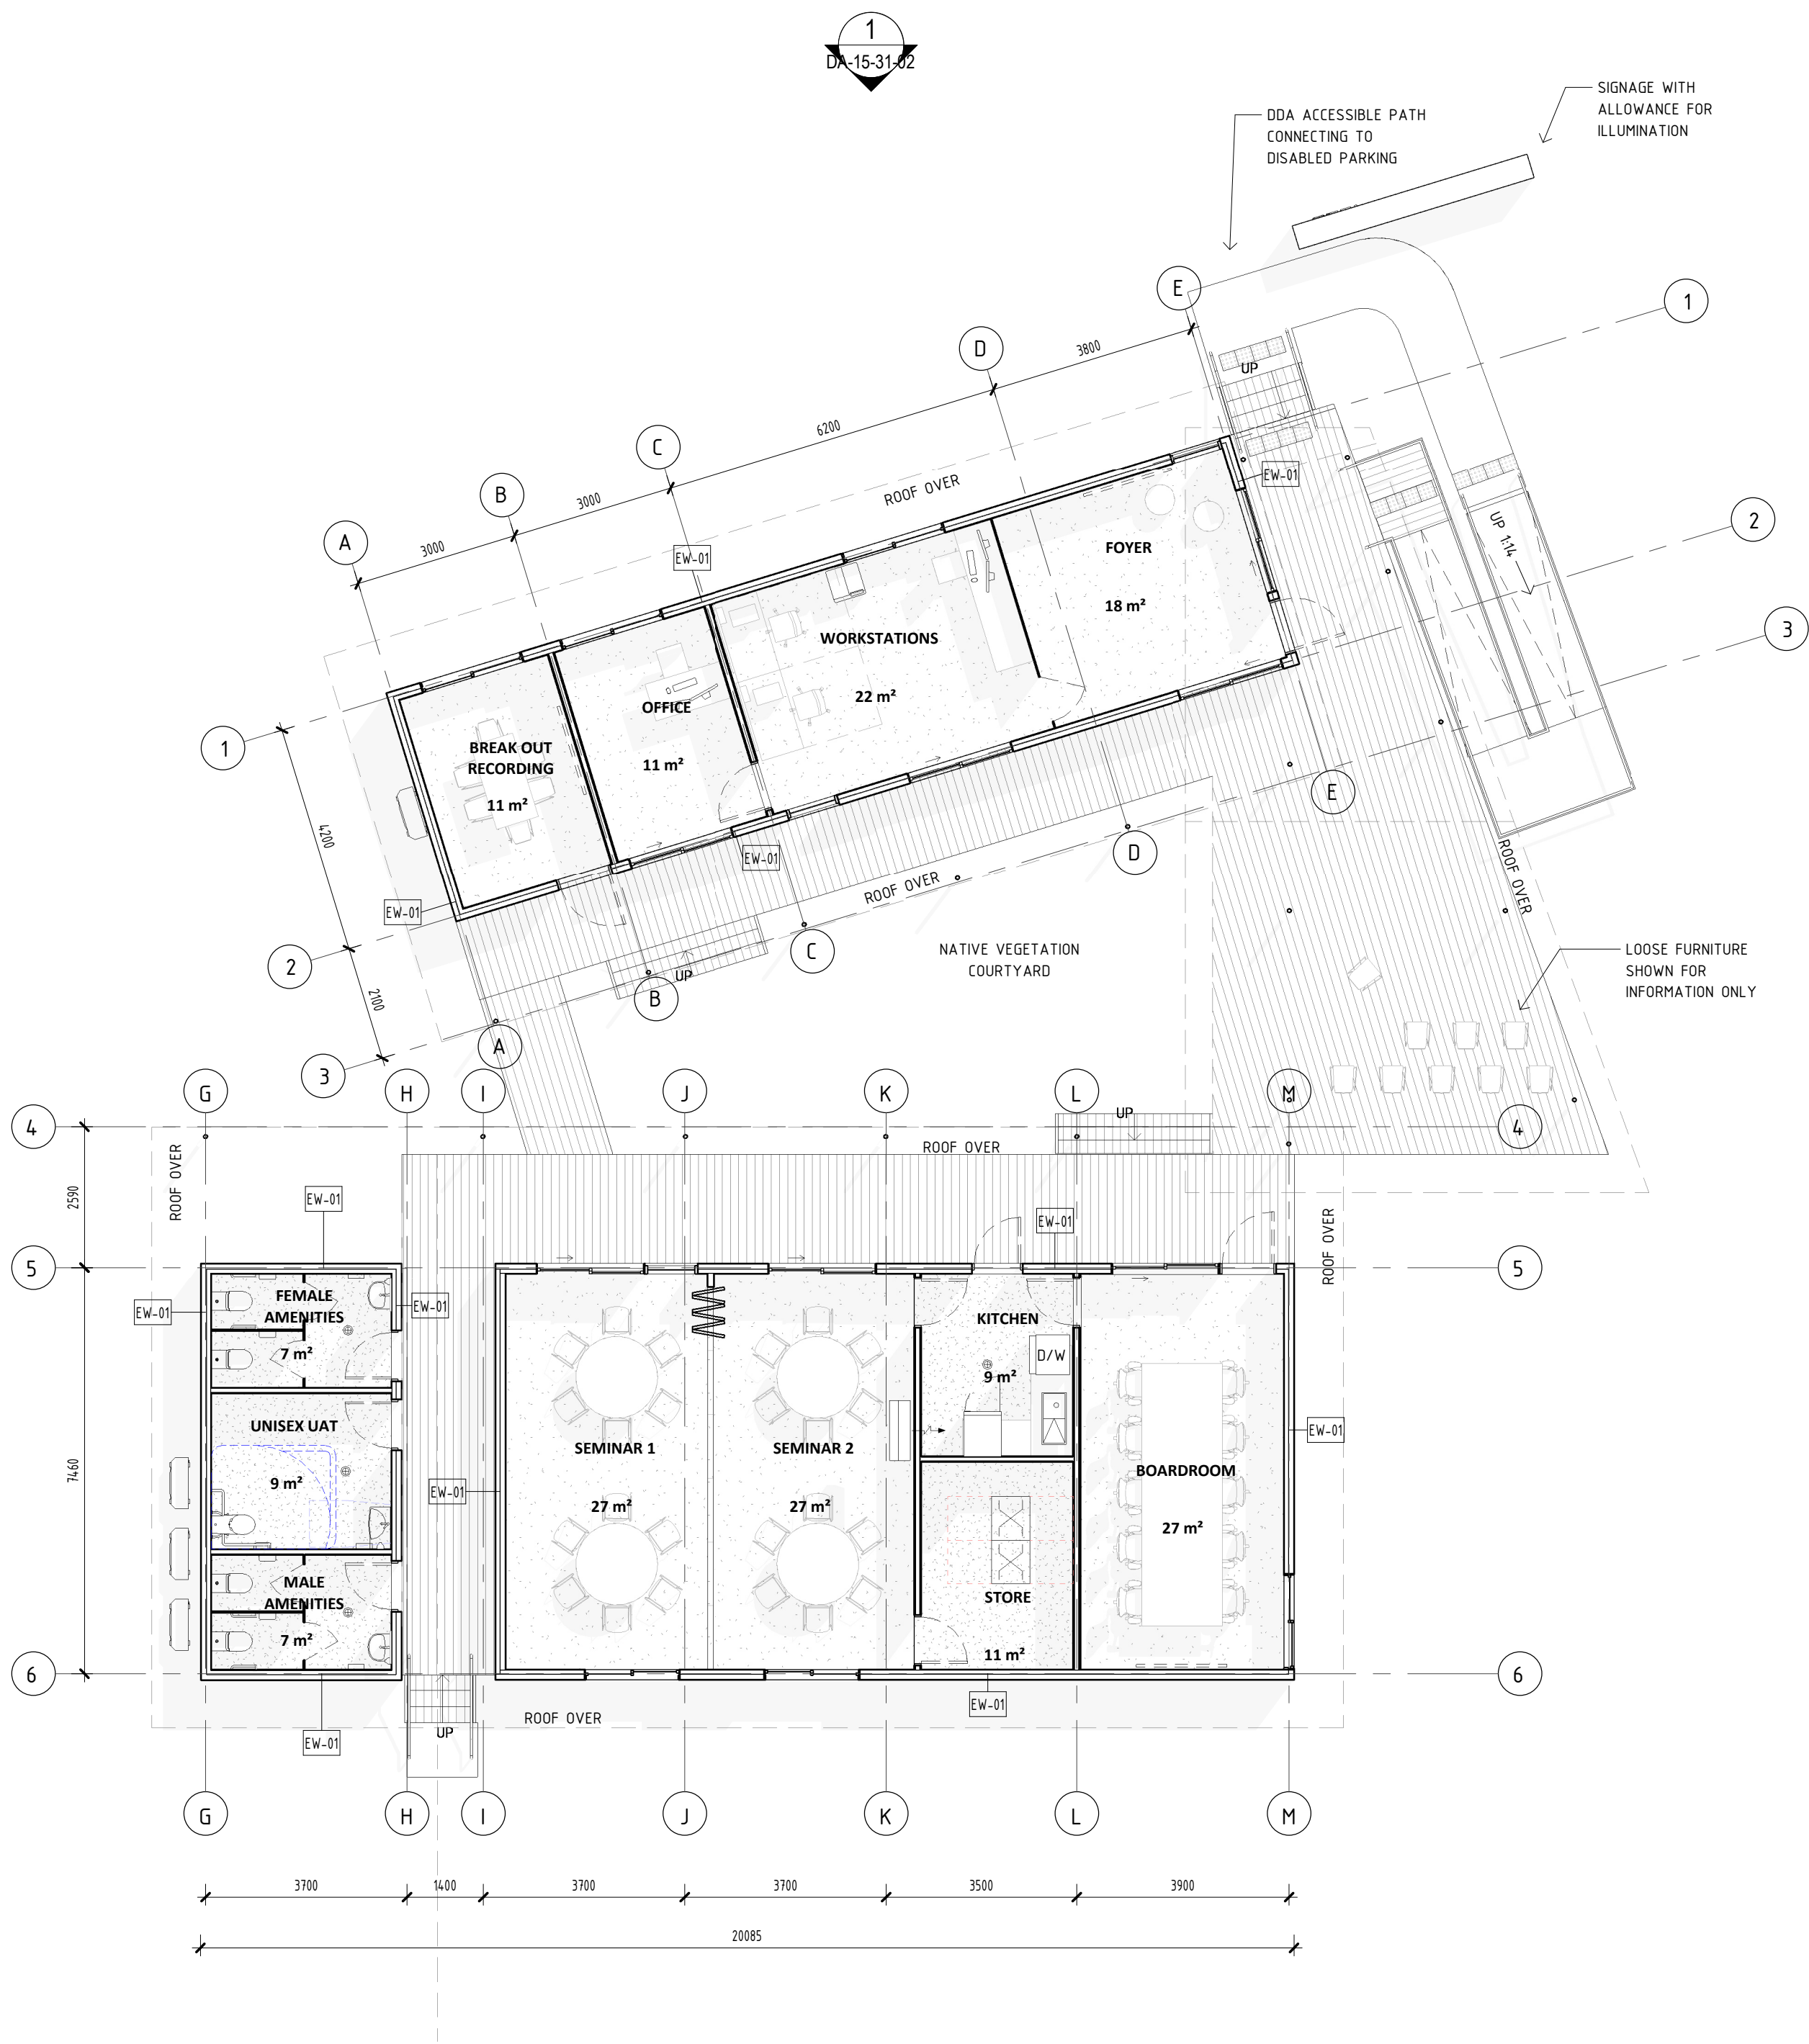 1
DA-15-31-02
SIGNAGE WITH
ALLOWANCE FOR
ILLUMINATION
DDA ACCESSIBLE PATH
CONNECTING TO
DISABLED PARKING
E
1
D
3800
UP
6200
C
ROOF OVER
EW-01
B
3000
2
A
3000
EW-01
UP 1:14
FOYER
18 m²
3
WORKSTATIONS
22 m²
OFFICE
11 m²
1
BREAK OUT
RECORDING
11 m²
E
4200
D
EW-01
ROOF OVER
ROOF OVER
EW-01
C
NATIVE VEGETATION
COURTYARD
LOOSE FURNITURE
SHOWN FOR
INFORMATION ONLY
2
UP
B
2100
A
3
G
H
I
J
K
L
M
4
UP
4
ROOF OVER
ROOF OVER
2590
EW-01
EW-01
ROOF OVER
5
5
FEMALE
AMENITIES
7 m²
EW-01
EW-01
KITCHEN
D/W
9 m²
UNISEX UAT
9 m²
SEMINAR 1
27 m²
SEMINAR 2
27 m²
EW-01
BOARDROOM
27 m²
EW-01
7460
MALE
AMENITIES
7 m²
STORE
11 m²
6
6
EW-01
ROOF OVER
UP
EW-01
G
H
I
J
K
L
M
3700
1400
3700
3700
3500
3900
20085